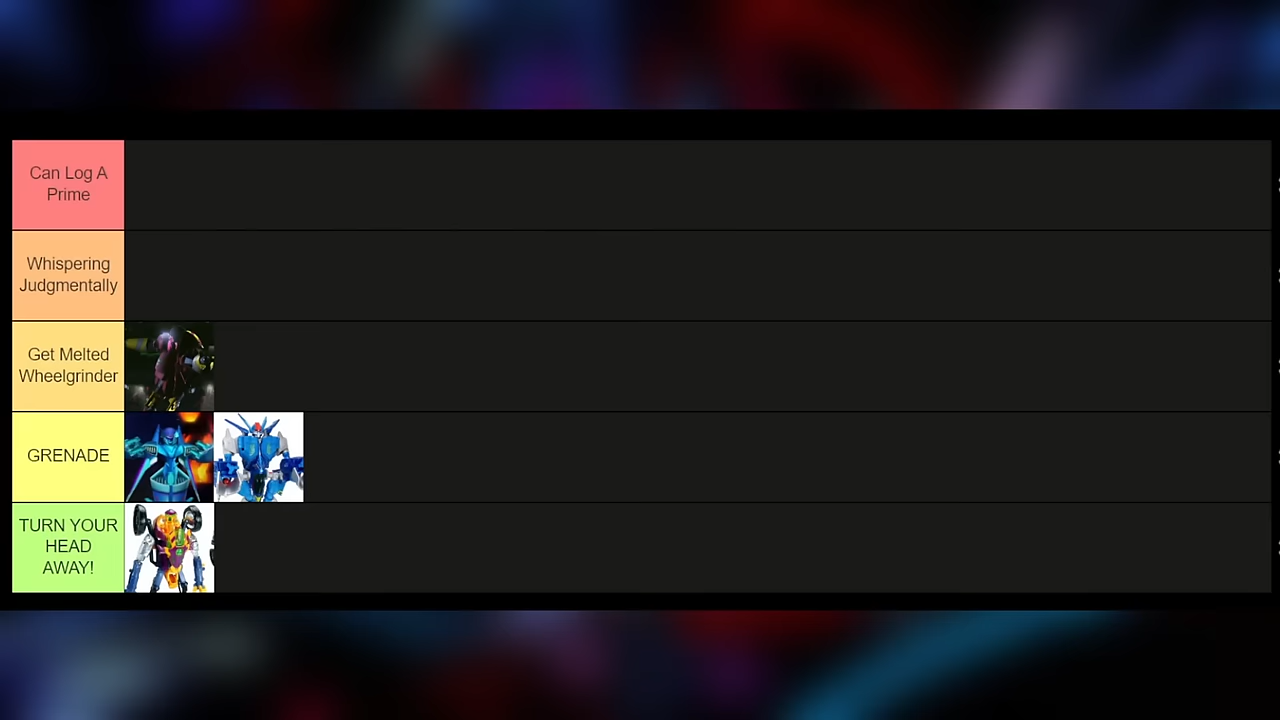 Can Log A
Prime
Whispering
Judgmentally
Get Melted
Wheelgrinder
GRENADE
TURN YOUR
HEAD
AWAY!